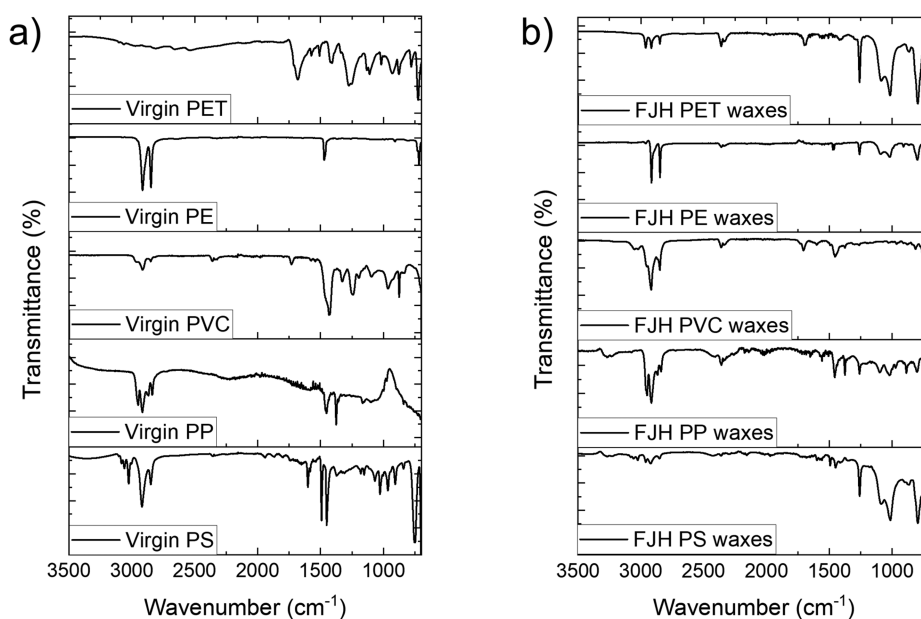 a)
Transmittance (%)
Virgin PET
Virgin PE
Virgin PVC
Virgin PP
Virgin PS
3500 3000 2500 2000 1500 1000
Wavenumber (cm⁻¹)
b)
Transmittance (%)
FJH PET waxes
FJH PE waxes
FJH PVC waxes
FJH PP waxes
FJH PS waxes
3500 3000 2500 2000 1500 1000
Wavenumber (cm⁻¹)